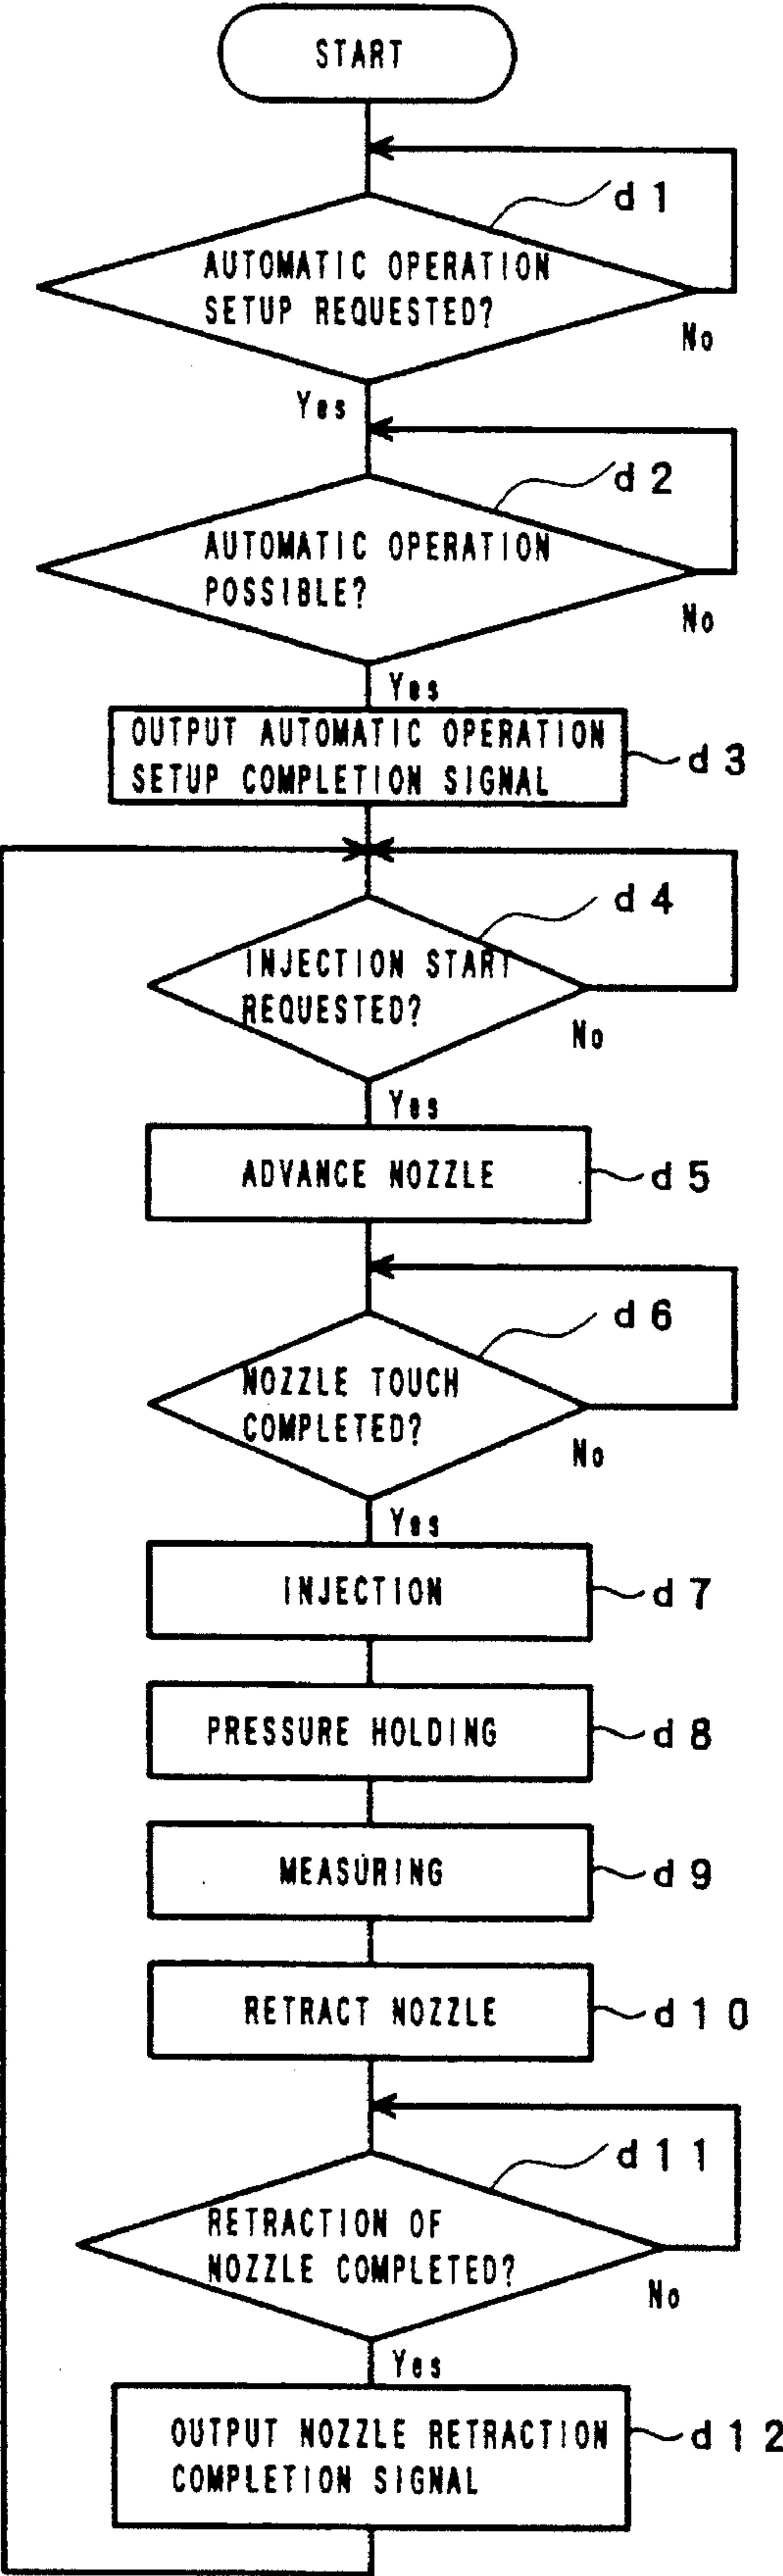 START
d 1
AUTOMATIC OPERATION
SETUP REQUESTED?
No
Yes
d 2
AUTOMATIC OPERATION
POSSIBLE?
No
Yes
OUTPUT AUTOMATIC OPERATION
SETUP COMPLETION SIGNAL
d 3
d 4
INJECTION START
REQUESTED?
No
Yes
ADVANCE NOZZLE
d 5
d 6
NOZZLE TOUCH
COMPLETED?
No
Yes
INJECTION
d 7
PRESSURE HOLDING
d 8
MEASURING
d 9
RETRACT NOZZLE
d 1 0
d 1 1
RETRACTION OF
NOZZLE COMPLETED?
No
Yes
OUTPUT NOZZLE RETRACTION
COMPLETION SIGNAL
d 1 2